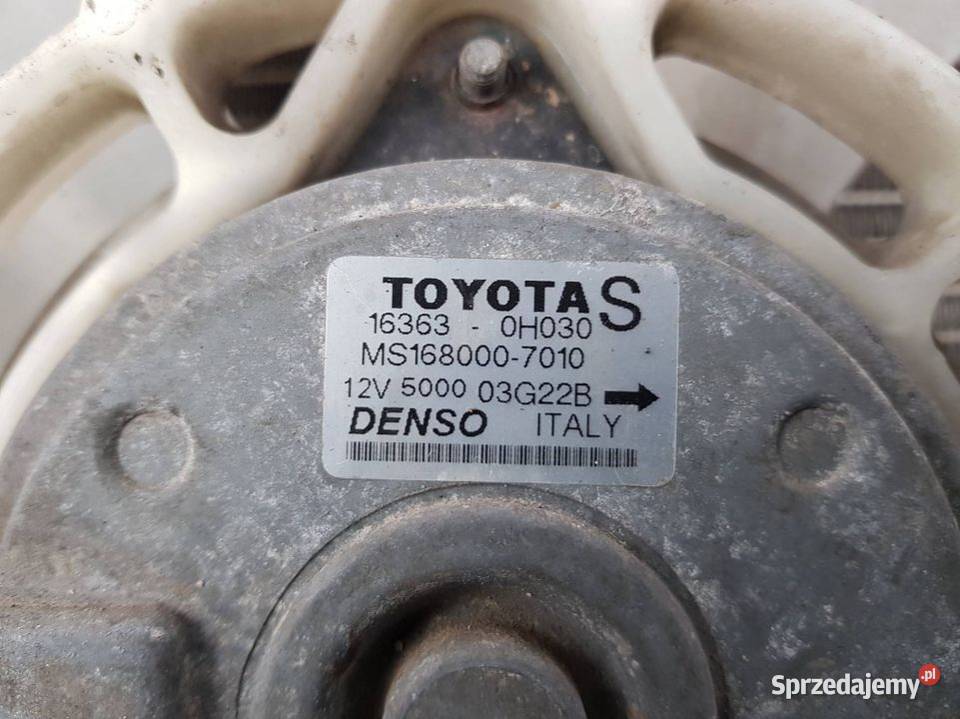 TOYOTA S
16363 - 0H030
MS168000-7010
12V 5000 03G22B
DENSO ITALY
Sprzedajemy.pl